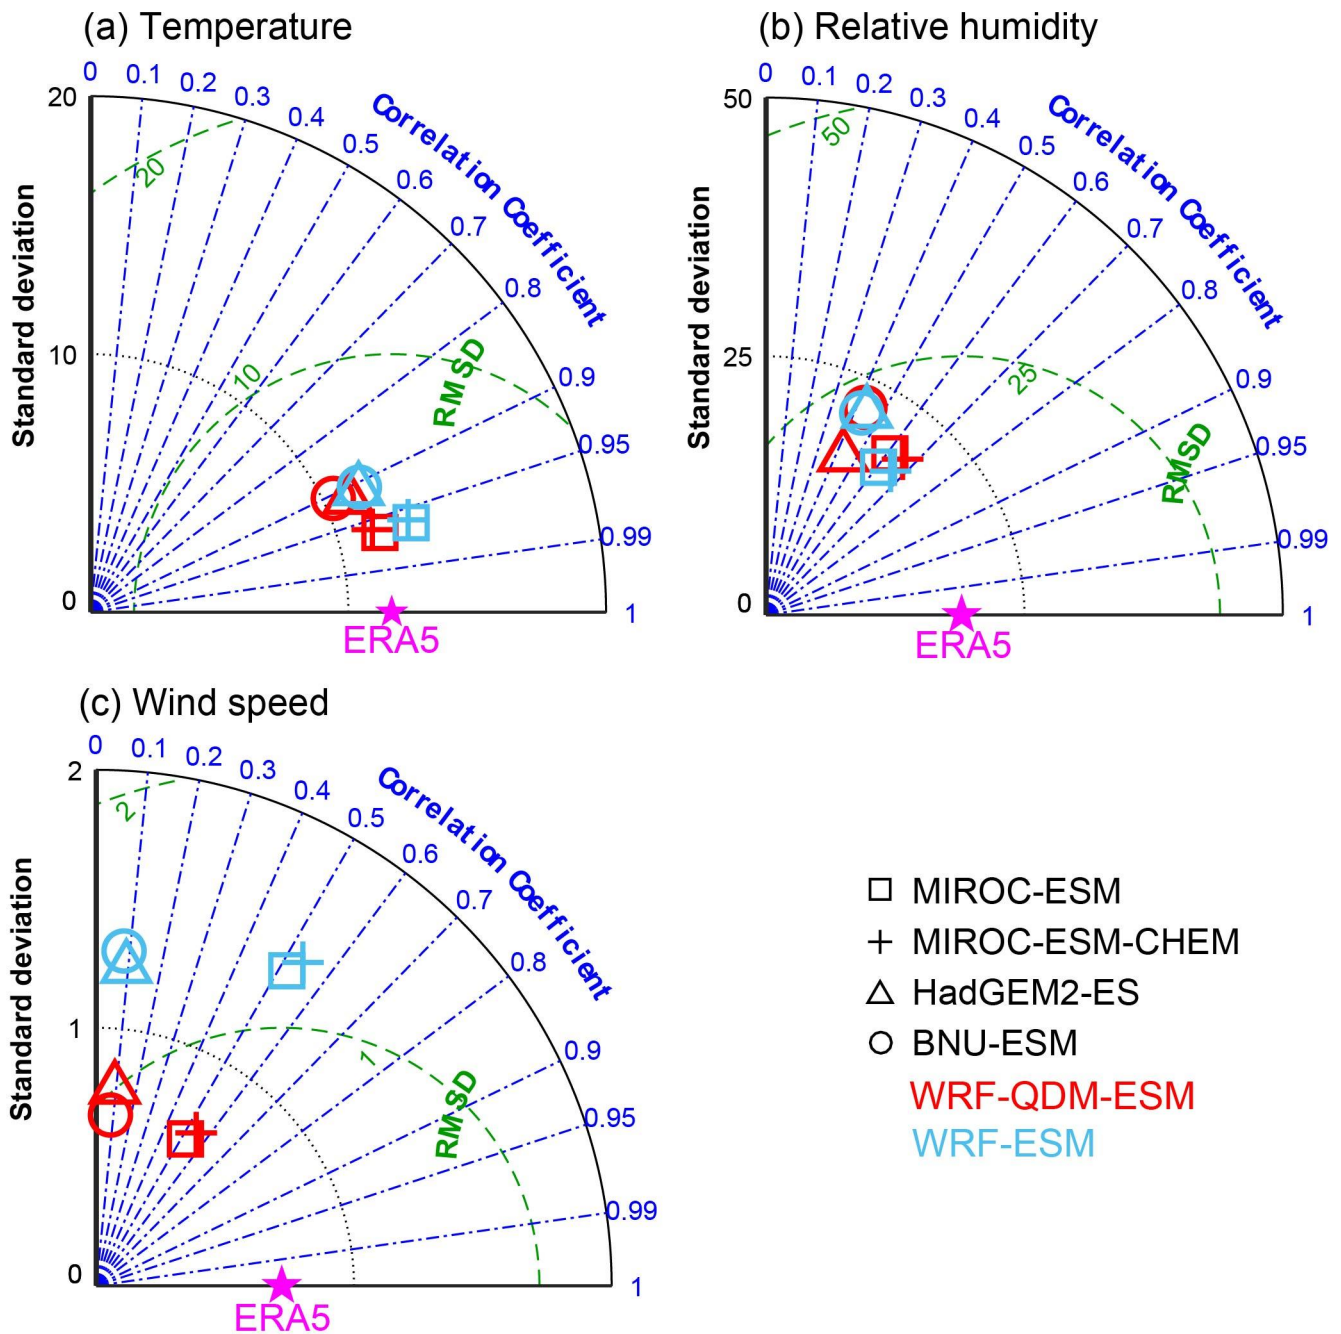 (a) Temperature
Standard deviation
20
10
0
0
0.1
0.2
0.3
0.4
0.5
0.6
0.7
0.8
0.9
0.95
0.99
1
Correlation Coefficient
20
10
RMSD
ERA5
(b) Relative humidity
Standard deviation
50
25
0
0
0.1
0.2
0.3
0.4
0.5
0.6
0.7
0.8
0.9
0.95
0.99
1
Correlation Coefficient
50
25
RMSD
ERA5
(c) Wind speed
Standard deviation
2
1
0
0
0.1
0.2
0.3
0.4
0.5
0.6
0.7
0.8
0.9
0.95
0.99
1
Correlation Coefficient
2
1
RMSD
ERA5
MIROC-ESM
MIROC-ESM-CHEM
HadGEM2-ES
BNU-ESM
WRF-QDM-ESM
WRF-ESM